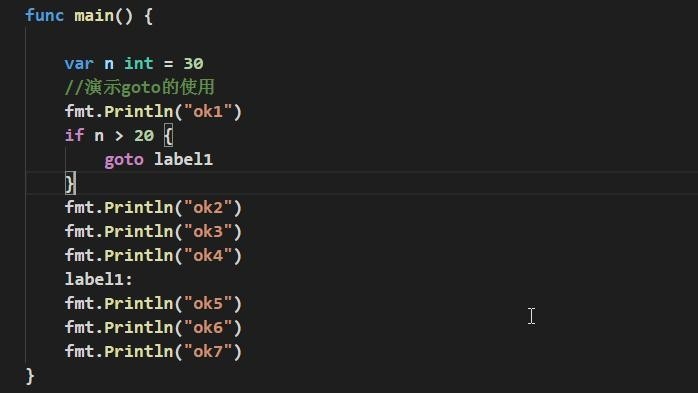 func main() {
var n int = 30
//演示goto的使用
fmt.Println("ok1")
if n > 20 {
goto label1
}
fmt.Println("ok2")
fmt.Println("ok3")
fmt.Println("ok4")
label1:
fmt.Println("ok5")
fmt.Println("ok6")
fmt.Println("ok7")
}